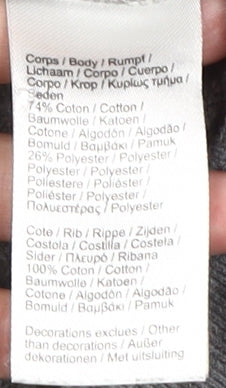 Corps / Body / Rumpf /
Lichaam / Corpo / Cuerpo /
Corpo / Krop / Κυρίως τμήμα /
Beden
74% Coton / Cotton /
Baumwolle / Katoen /
Cotone / Algodón / Algodão /
Bomuld / Βαμβάκι / Pamuk
26% Polyester / Polyester /
Polyester / Polyester /
Poliestere / Poliéster /
Poliéster / Polyester /
Πολυεστέρας / Polyester
Cote / Rib / Rippe / Zijden /
Costola / Costilla / Costela /
Sider / Πλευρό / Ribana
100% Coton / Cotton /
Baumwolle / Katoen /
Cotone / Algodón / Algodão /
Bomuld / Βαμβάκι / Pamuk
Decorations exclues / Other
than decorations / Außer
dekorationen / Met uitsluiting